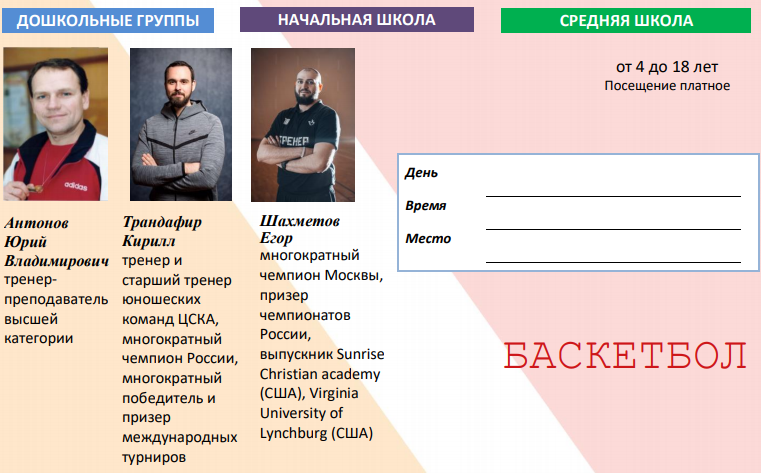 ДОШКОЛЬНЫЕ ГРУППЫ
НАЧАЛЬНАЯ ШКОЛА
СРЕДНЯЯ ШКОЛА
от 4 до 18 лет
Посещение платное
adidas
ТРЕНЕР
Антонов
Юрий
Владимирович
тренер-
преподаватель
высшей
категории
Трандафир
Кирилл
тренер и
старший тренер
юношеских
команд ЦСКА,
многократный
чемпион России,
многократный
победитель и
призер
международных
турниров
Шахметов
Егор
многократный
чемпион Москвы,
призер
чемпионатов
России,
выпускник Sunrise
Christian academy
(США), Virginia
University of
Lynchburg (США)
День
Время
Место
БАСКЕТБОЛ